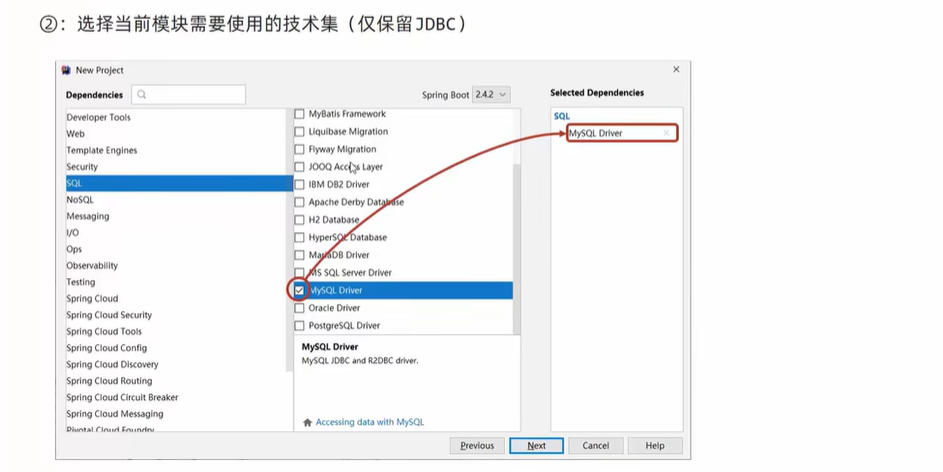 ②：选择当前模块需要使用的技术集（仅保留JDBC）
New Project
Dependencies
Spring Boot 2.4.2
Selected Dependencies
Developer Tools
Web
Template Engines
Security
SQL
NoSQL
Messaging
I/O
Ops
Observability
Testing
Spring Cloud
Spring Cloud Security
Spring Cloud Tools
Spring Cloud Config
Spring Cloud Discovery
Spring Cloud Routing
Spring Cloud Circuit Breaker
Spring Cloud Messaging
Pivotal Cloud Foundry
MyBatis Framework
Liquibase Migration
Flyway Migration
JOOQ Access Layer
IBM DB2 Driver
Apache Derby Database
H2 Database
HyperSQL Database
MariaDB Driver
MS SQL Server Driver
MySQL Driver
Oracle Driver
PostgreSQL Driver
MySQL Driver
MySQL JDBC and R2DBC driver.
Accessing data with MySQL
SQL
MySQL Driver
Previous
Next
Cancel
Help